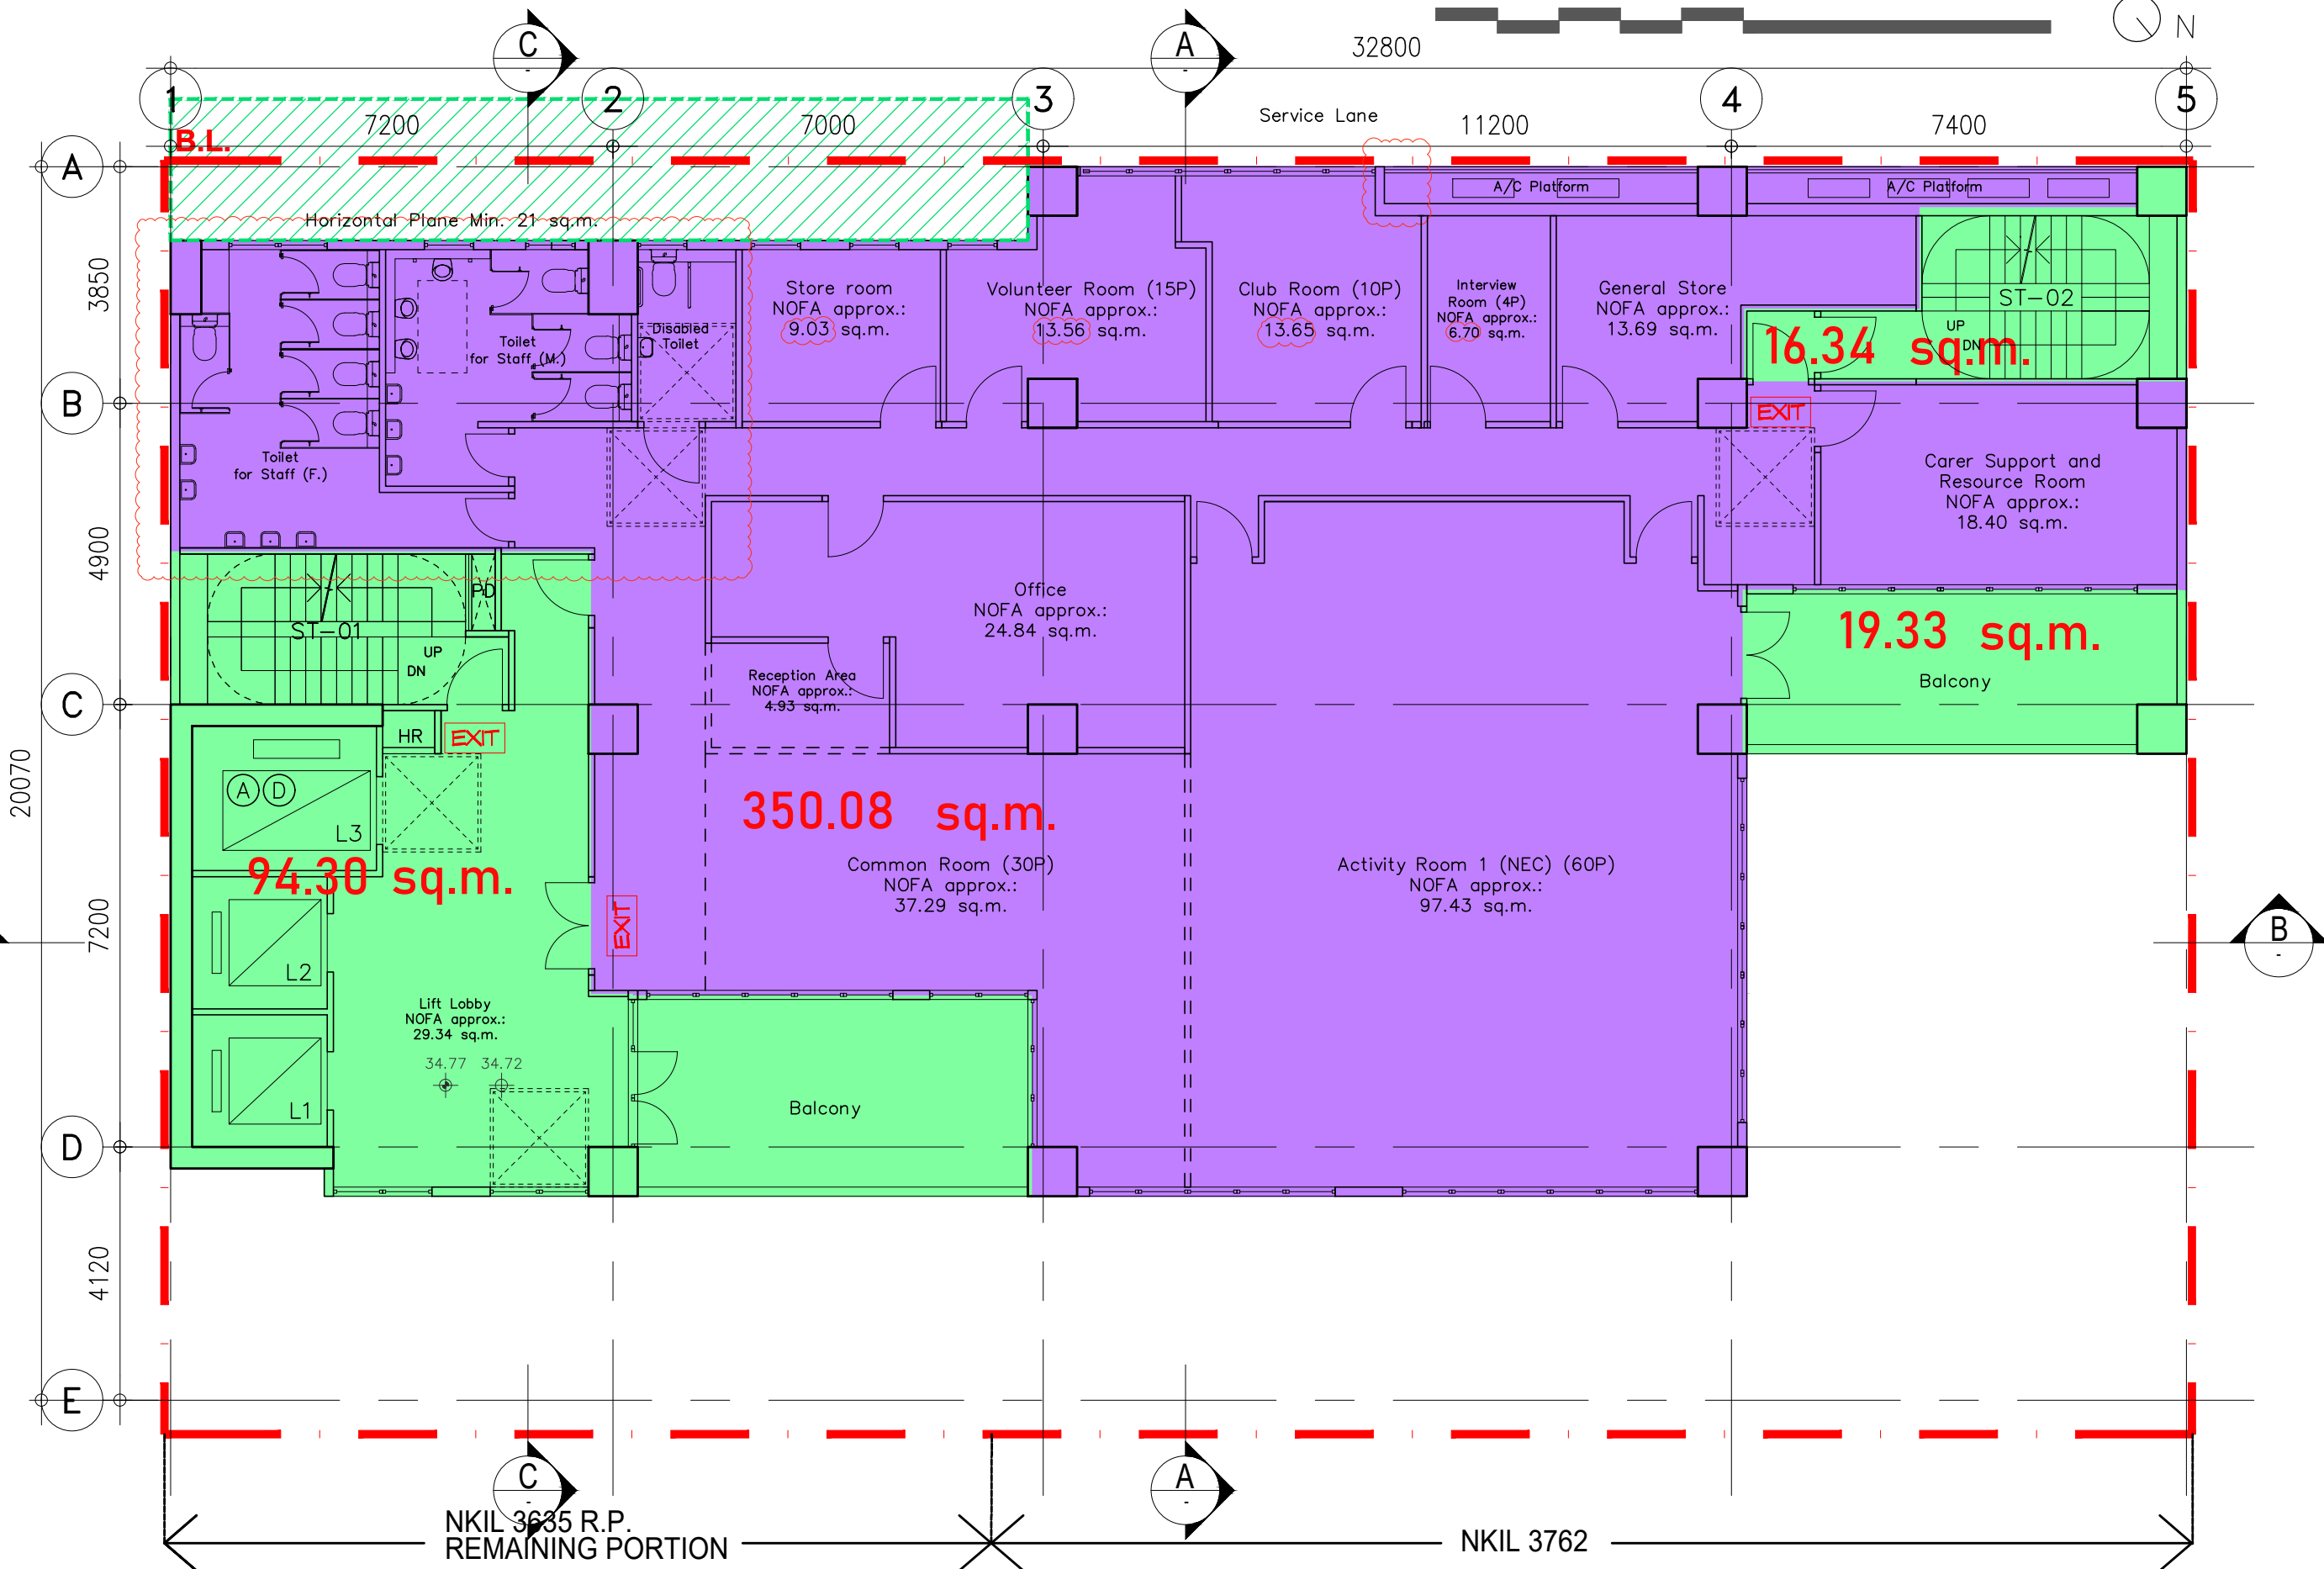 C
-
A
-
32800
N
1
2
3
4
5
7200
7000
Service Lane
11200
7400
B.L.
A
A/C Platform
A/C Platform
Horizontal Plane Min. 21 sq.m.
3850
Store room
NOFA approx.:
9.03 sq.m.
Volunteer Room (15P)
NOFA approx.:
13.56 sq.m.
Club Room (10P)
NOFA approx.:
13.65 sq.m.
Interview
Room (4P)
NOFA approx.:
6.70 sq.m.
General Store
NOFA approx.:
13.69 sq.m.
ST-02
UP
DN
16.34 sq.m.
Disabled
Toilet
Toilet
for Staff (M.)
B
EXIT
Toilet
for Staff (F.)
Carer Support and
Resource Room
NOFA approx.:
18.40 sq.m.
4900
PD
ST-01
UP
DN
Office
NOFA approx.:
24.84 sq.m.
19.33 sq.m.
Balcony
Reception Area
NOFA approx.:
4.93 sq.m.
C
HR
EXIT
20070
A
D
L3
350.08 sq.m.
94.30 sq.m.
Common Room (30P)
NOFA approx.:
37.29 sq.m.
Activity Room 1 (NEC) (60P)
NOFA approx.:
97.43 sq.m.
EXIT
7200
B
-
L2
Lift Lobby
NOFA approx.:
29.34 sq.m.
34.77
34.72
L1
Balcony
D
4120
E
C
-
A
-
NKIL 3635 R.P.
REMAINING PORTION
NKIL 3762